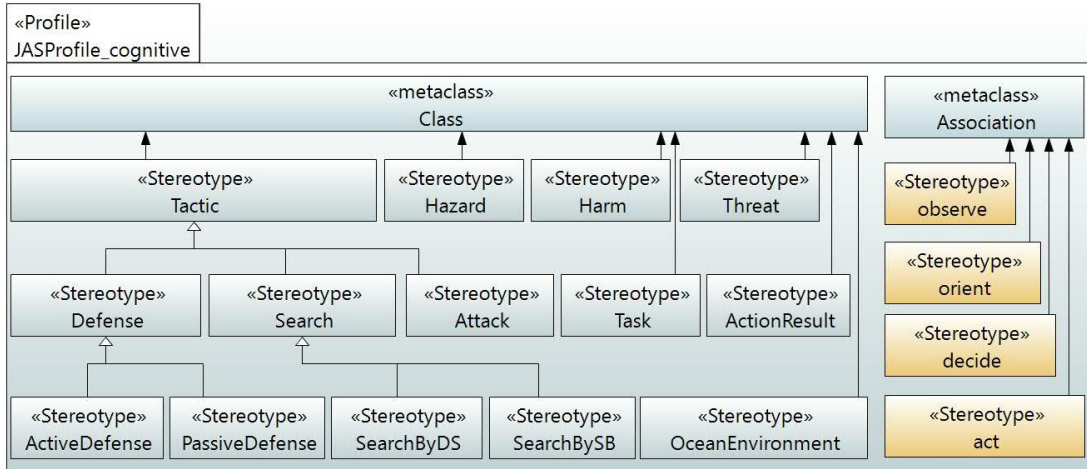 «Profile»
JASProfile_cognitive
«metaclass»
Class
«metaclass»
Association
«Stereotype»
Tactic
«Stereotype»
Hazard
«Stereotype»
Harm
«Stereotype»
Threat
«Stereotype»
observe
«Stereotype»
orient
«Stereotype»
Defense
«Stereotype»
Search
«Stereotype»
Attack
«Stereotype»
Task
«Stereotype»
ActionResult
«Stereotype»
decide
«Stereotype»
ActiveDefense
«Stereotype»
PassiveDefense
«Stereotype»
SearchByDS
«Stereotype»
SearchBySB
«Stereotype»
OceanEnvironment
«Stereotype»
act